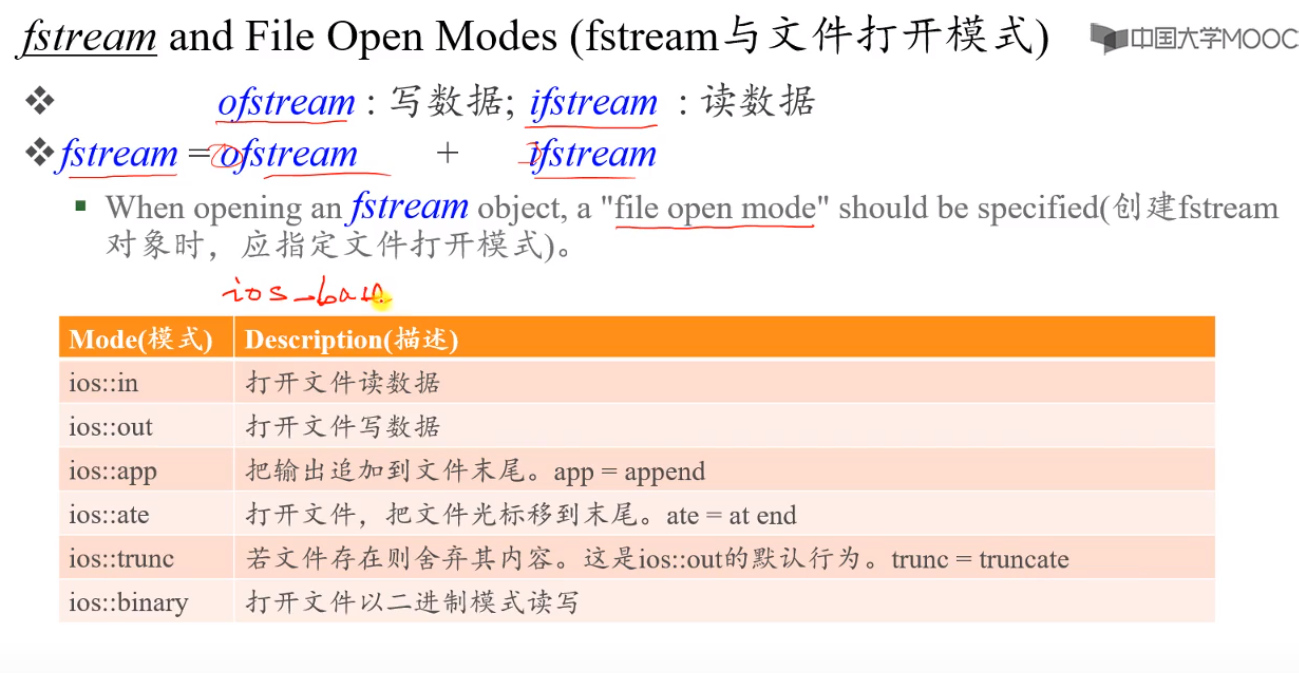 fstream and File Open Modes (fstream与文件打开模式)
中国大学MOOC
ofstream : 写数据; ifstream : 读数据
fstream = ofstream + ifstream
When opening an fstream object, a "file open mode" should be specified(创建fstream
对象时，应指定文件打开模式)。
Mode(模式) Description(描述)
ios::in 打开文件读数据
ios::out 打开文件写数据
ios::app 把输出追加到文件末尾。app = append
ios::ate 打开文件，把文件光标移到末尾。ate = at end
ios::trunc 若文件存在则舍弃其内容。这是ios::out的默认行为。trunc = truncate
ios::binary 打开文件以二进制模式读写